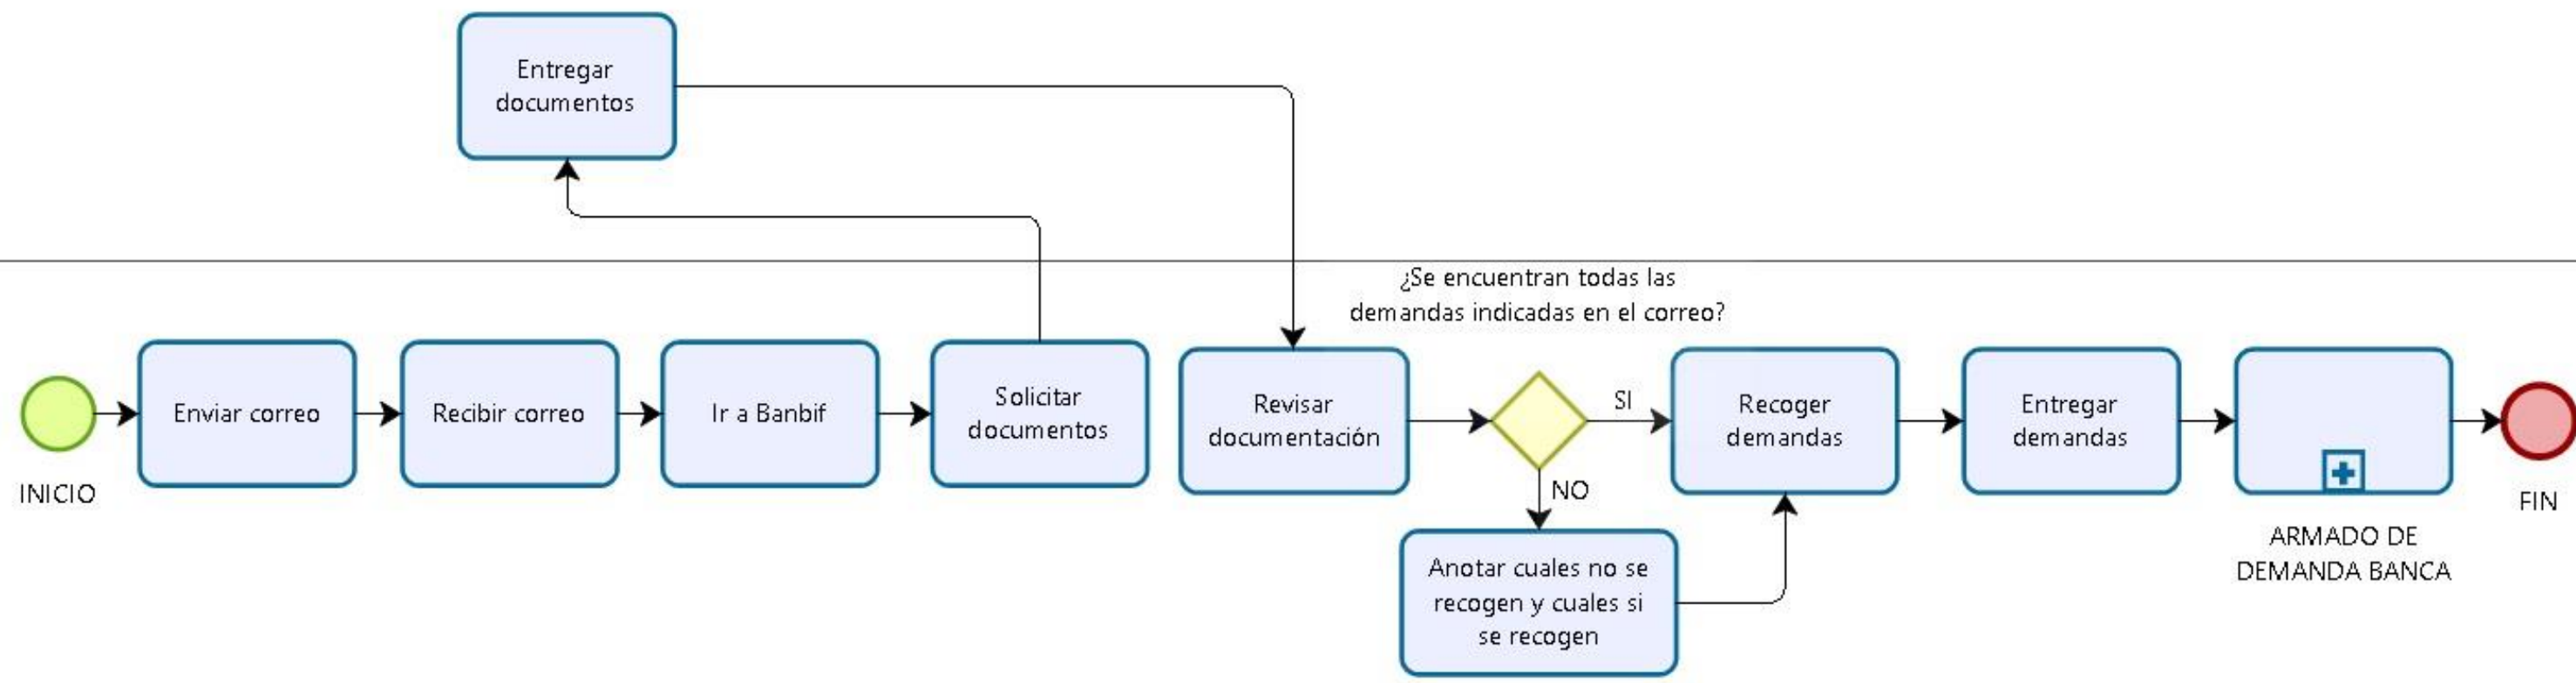 Entregar
documentos
¿Se encuentran todas las
demandas indicadas en el correo?
INICIO
Enviar correo
Recibir correo
Ir a Banbif
Solicitar
documentos
Revisar
documentación
SI
NO
Anotar cuales no se
recogen y cuales si
se recogen
Recoger
demandas
Entregar
demandas
ARMADO DE
DEMANDA BANCA
FIN